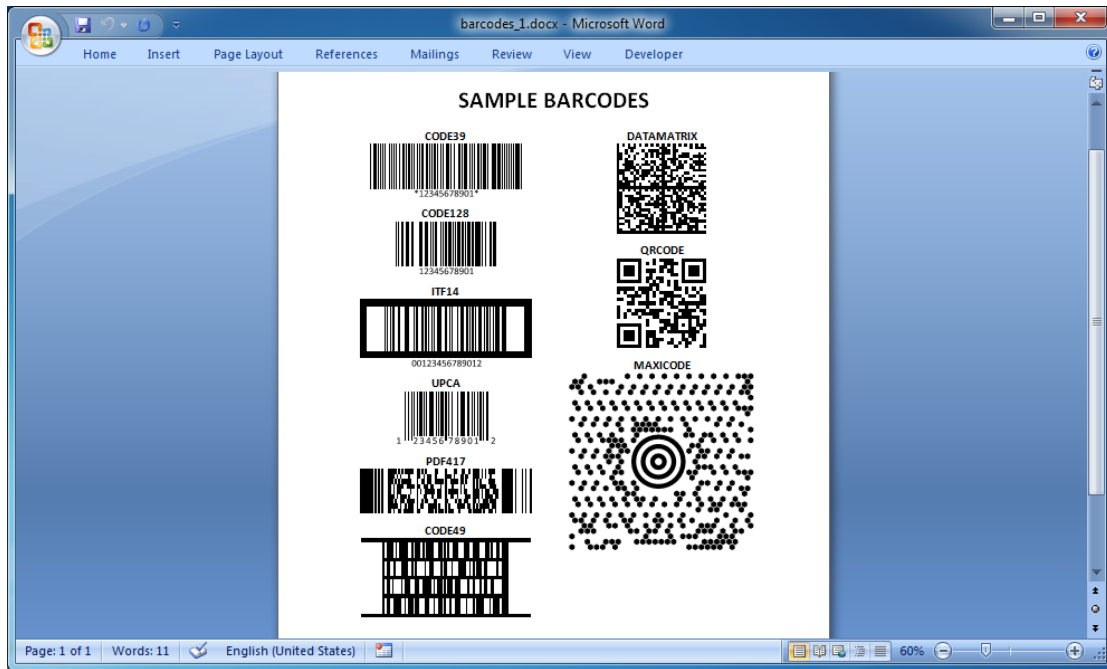 barcodes_1.docx - Microsoft Word
Home Insert Page Layout References Mailings Review View Developer
SAMPLE BARCODES
CODE39
*12345678901*
CODE128
12345678901
ITF14
00123456789012
UPCA
1 23456 78901 2
PDF417
CODE49
DATAMATRIX
QRCODE
MAXICODE
Page: 1 of 1 Words: 11 English (United States) 60%